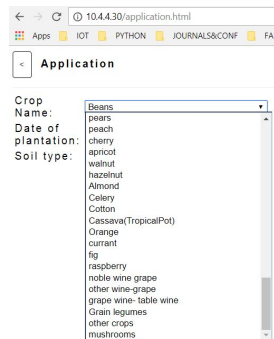 10.4.4.30/application.html
Apps IOT PYTHON JOURNALS&CONF FA
< Application
Crop Name: Beans
Date of plantation:
Soil type:
pears
peach
cherry
apricot
walnut
hazelnut
Almond
Celery
Cotton
Cassava(TropicalPot)
Orange
currant
fig
raspberry
noble wine grape
other wine-grape
grape wine- table wine
Grain legumes
other crops
mushrooms